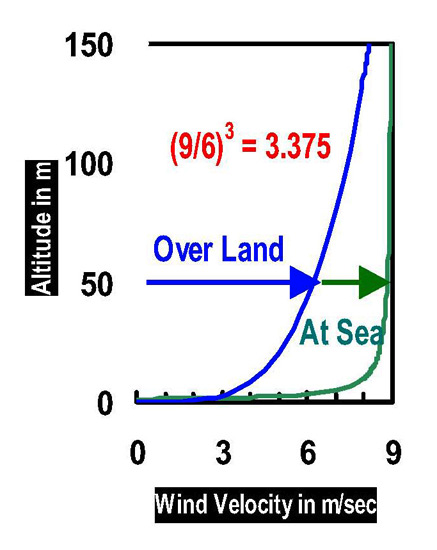 150
(9/6)³ = 3.375
100
Altitude in m
Over Land
50
At Sea
0
0 3 6 9
Wind Velocity in m/sec